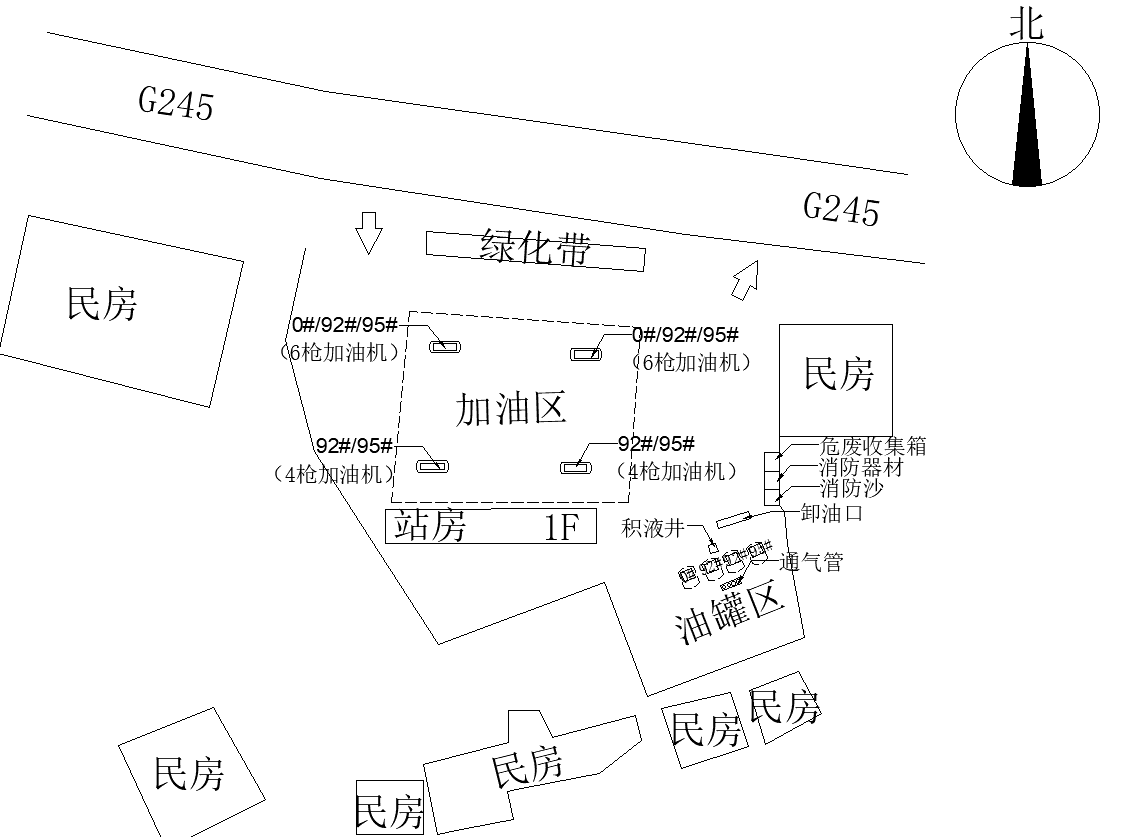 北
G245
G245
绿化带
民房
0#/92#/95#
（6枪加油机）
0#/92#/95#
（6枪加油机）
民房
加油区
92#/95#
（4枪加油机）
92#/95#
（4枪加油机）
危废收集箱
消防器材
消防沙
卸油口
站房 1F
积液井
通气管
0#
92#
油罐区
民房
民房
民房
民房
民房